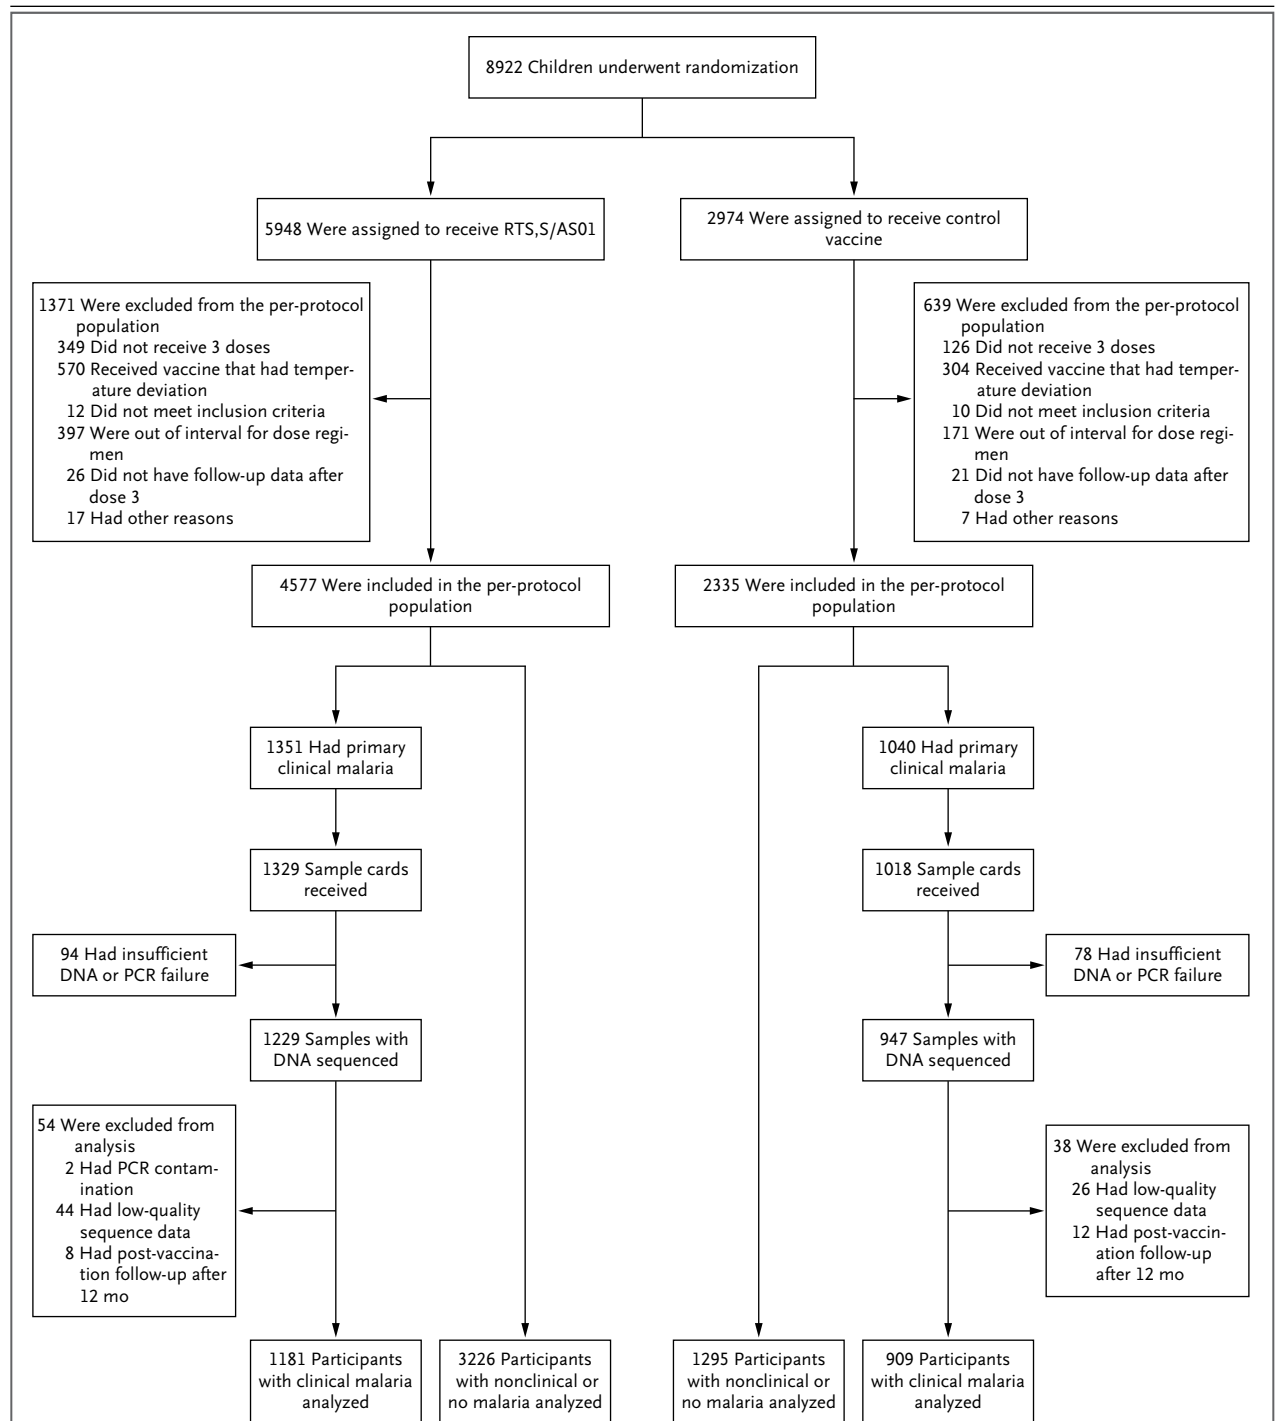 8922 Children underwent randomization
5948 Were assigned to receive RTS,S/AS01
2974 Were assigned to receive control
vaccine
1371 Were excluded from the per-protocol
population
349 Did not receive 3 doses
570 Received vaccine that had temper-
ature deviation
12 Did not meet inclusion criteria
397 Were out of interval for dose regi-
men
26 Did not have follow-up data after
dose 3
17 Had other reasons
639 Were excluded from the per-protocol
population
126 Did not receive 3 doses
304 Received vaccine that had temper-
ature deviation
10 Did not meet inclusion criteria
171 Were out of interval for dose regi-
men
21 Did not have follow-up data after
dose 3
7 Had other reasons
4577 Were included in the per-protocol
population
2335 Were included in the per-protocol
population
1351 Had primary
clinical malaria
1040 Had primary
clinical malaria
1329 Sample cards
received
1018 Sample cards
received
94 Had insufficient
DNA or PCR failure
78 Had insufficient
DNA or PCR failure
1229 Samples with
DNA sequenced
947 Samples with
DNA sequenced
54 Were excluded from
analysis
2 Had PCR contam-
ination
44 Had low-quality
sequence data
8 Had post-vaccina-
tion follow-up after
12 mo
38 Were excluded from
analysis
26 Had low-quality
sequence data
12 Had post-vaccin-
ation follow-up
after 12 mo
1181 Participants
with clinical malaria
analyzed
3226 Participants
with nonclinical or
no malaria analyzed
1295 Participants
with nonclinical or
no malaria analyzed
909 Participants
with clinical malaria
analyzed